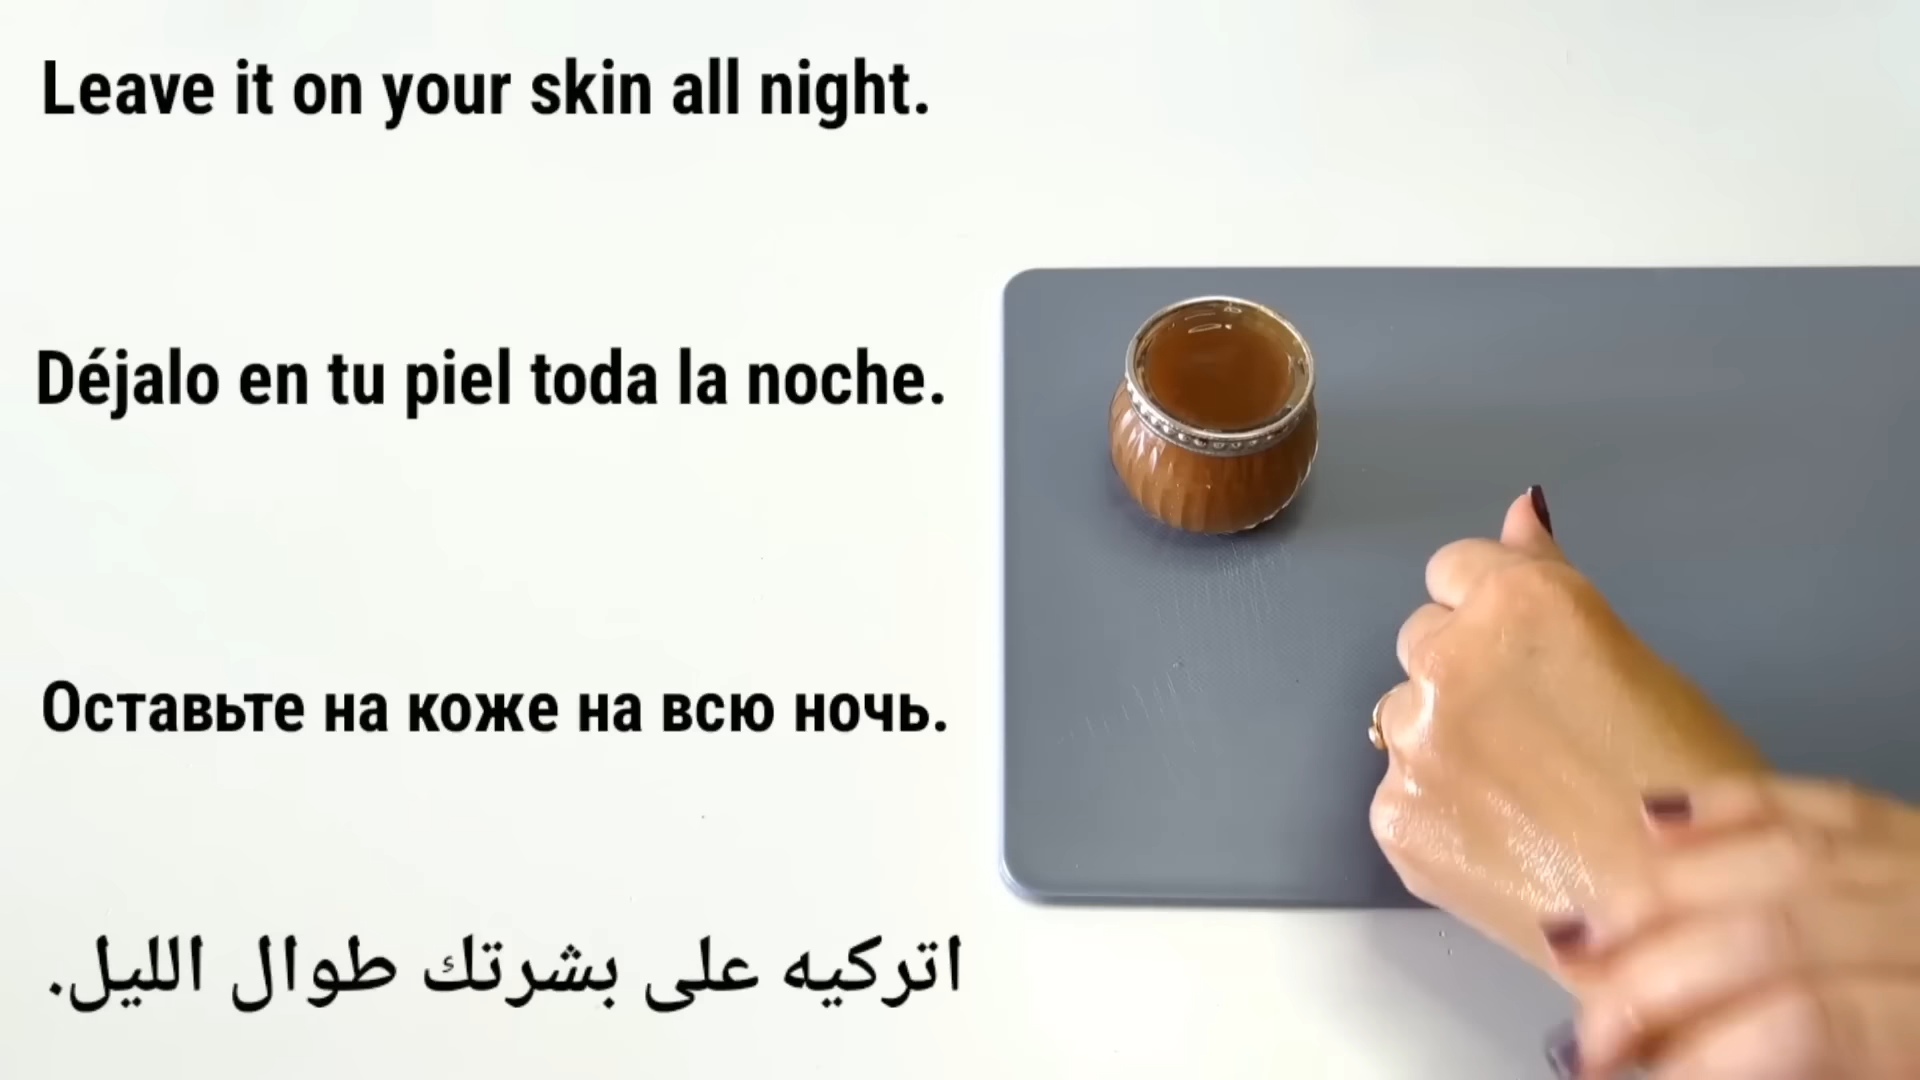 Leave it on your skin all night.
Déjalo en tu piel toda la noche.
Оставьте на коже на всю ночь.
اتركيه على بشرتك طوال الليل.